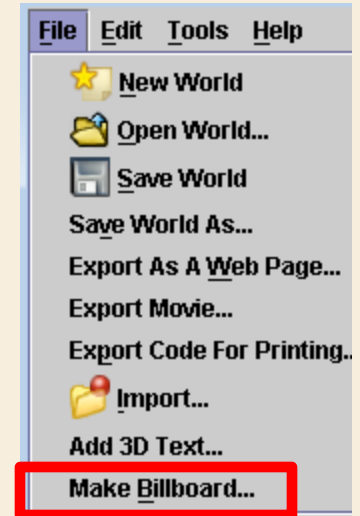 File Edit Tools Help
New World
Open World...
Save World
Save World As...
Export As A Web Page...
Export Movie...
Export Code For Printing..
Import...
Add 3D Text...
Make Billboard...